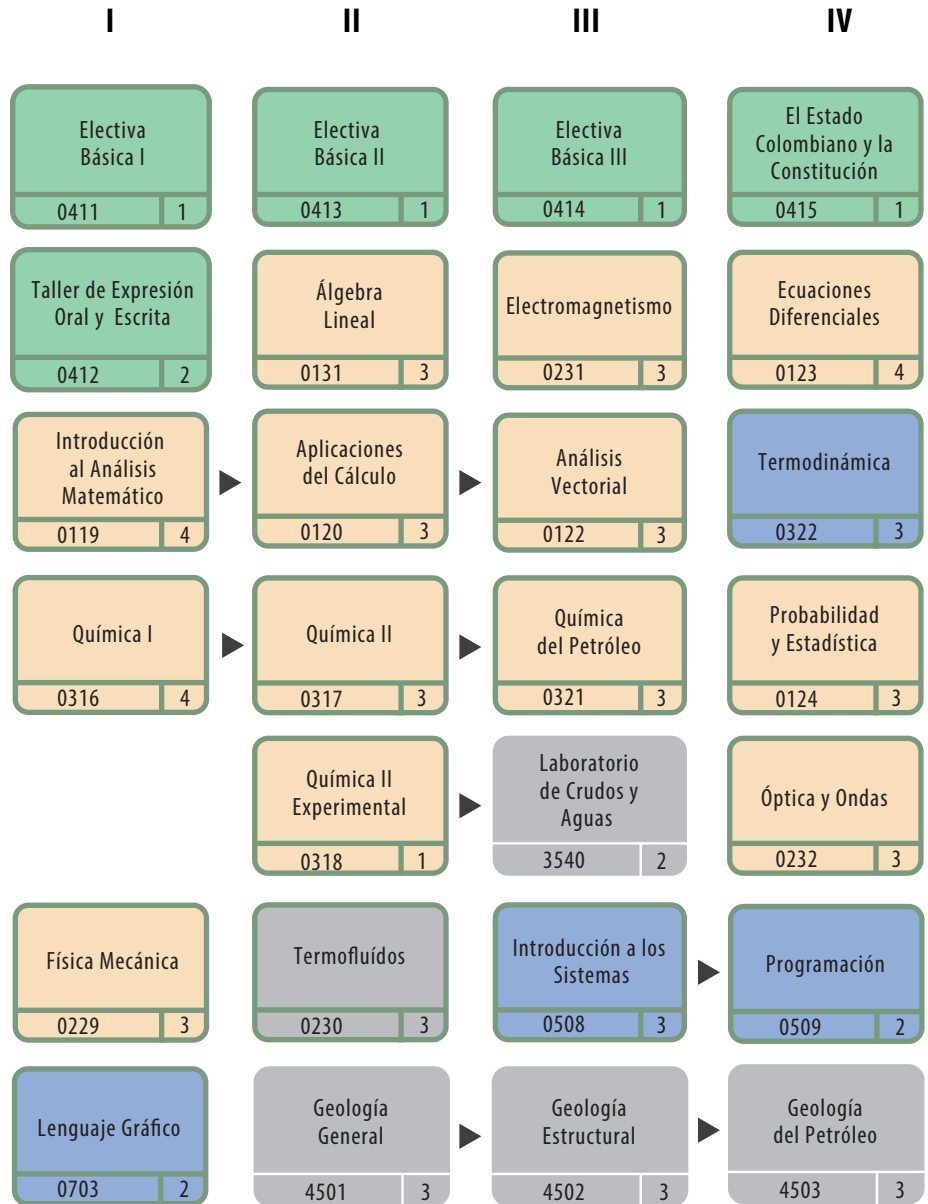 I II III IV
Electiva
Básica I
0411 1
Electiva
Básica II
0413 1
Electiva
Básica III
0414 1
El Estado
Colombiano y la
Constitución
0415 1
Taller de Expresión
Oral y Escrita
0412 2
Álgebra
Lineal
0131 3
Electromagnetismo
0231 3
Ecuaciones
Diferenciales
0123 4
Introducción
al Análisis
Matemático
0119 4
Aplicaciones
del Cálculo
0120 3
Análisis
Vectorial
0122 3
Termodinámica
0322 3
Química I
0316 4
Química II
0317 3
Química
del Petróleo
0321 3
Probabilidad
y Estadística
0124 3
Química II
Experimental
0318 1
Laboratorio
de Crudos y
Aguas
3540 2
Óptica y Ondas
0232 3
Física Mecánica
0229 3
Termofluídos
0230 3
Introducción a los
Sistemas
0508 3
Programación
0509 2
Lenguaje Gráfico
0703 2
Geología
General
4501 3
Geología
Estructural
4502 3
Geología
del Petróleo
4503 3